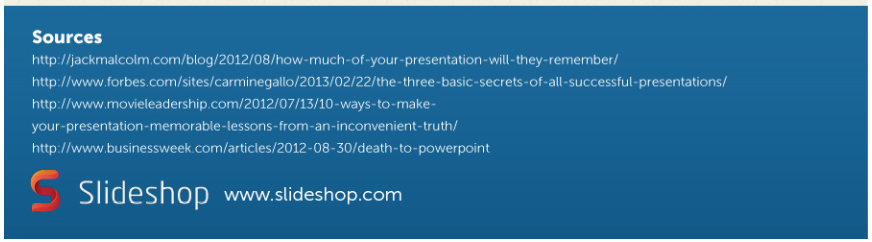 Sources
http://jackmalcolm.com/blog/2012/08/how-much-of-your-presentation-will-they-remember/
http://www.forbes.com/sites/carminegallo/2013/02/22/the-three-basic-secrets-of-all-successful-presentations/
http://www.movieleadership.com/2012/07/13/10-ways-to-make-
your-presentation-memorable-lessons-from-an-inconvenient-truth/
http://www.businessweek.com/articles/2012-08-30/death-to-powerpoint
Slideshop www.slideshop.com